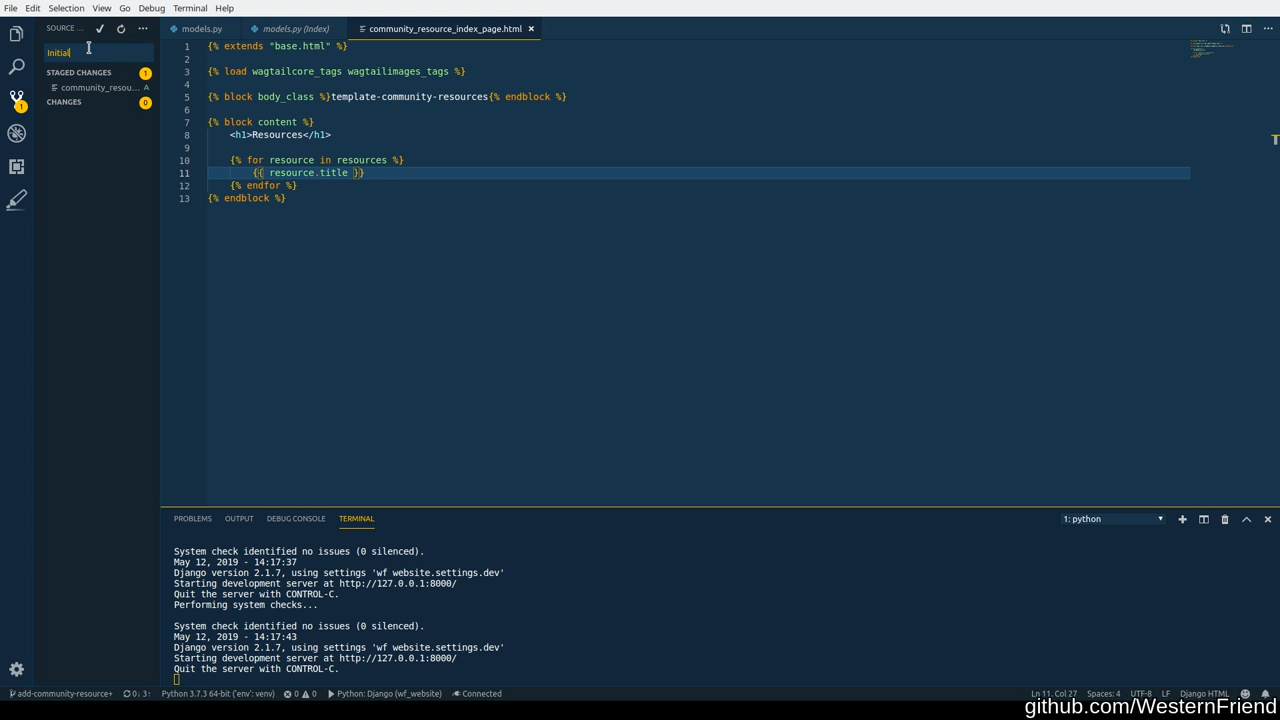 File Edit Selection View Go Debug Terminal Help
SOURCE ...
models.py
models.py (Index)
community_resource_index_page.html
Initial
STAGED CHANGES 1
community_resou... A
CHANGES 0
1
1 {% extends "base.html" %}
2
3 {% load wagtailcore_tags wagtailimages_tags %}
4
5 {% block body_class %}template-community-resources{% endblock %}
6
7 {% block content %}
8 <h1>Resources</h1>
9
10 {% for resource in resources %}
11 {{ resource.title }}
12 {% endfor %}
13 {% endblock %}
PROBLEMS OUTPUT DEBUG CONSOLE TERMINAL 1: python
System check identified no issues (0 silenced).
May 12, 2019 - 14:17:37
Django version 2.1.7, using settings 'wf_website.settings.dev'
Starting development server at http://127.0.0.1:8000/
Quit the server with CONTROL-C.
Performing system checks...
System check identified no issues (0 silenced).
May 12, 2019 - 14:17:43
Django version 2.1.7, using settings 'wf_website.settings.dev'
Starting development server at http://127.0.0.1:8000/
Quit the server with CONTROL-C.
add-community-resource+ 0↓ 3↑ Python 3.7.3 64-bit ('env': venv) 0 0 Python: Django (wf_website) Connected Ln 11, Col 27 Spaces: 4 UTF-8 LF Django HTML
github.com/WesternFriend